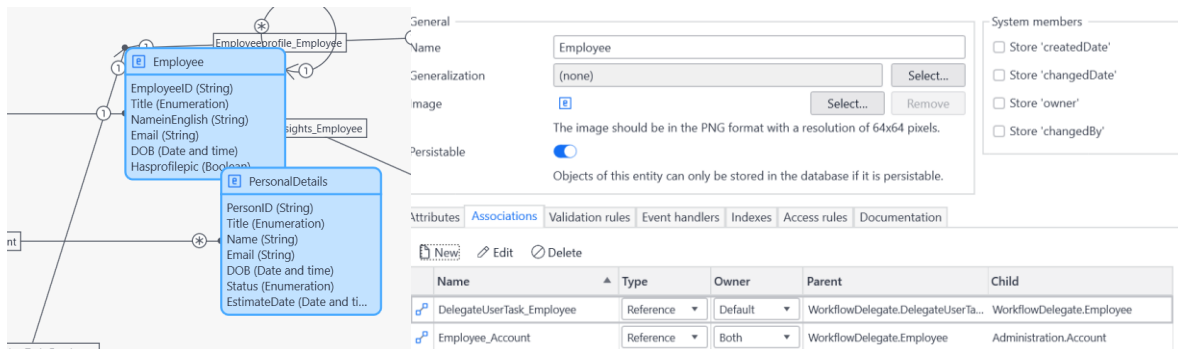 Employeeprofile_Employee
Employee
EmployeeID (String)
Title (Enumeration)
NameinEnglish (String)
Email (String)
DOB (Date and time)
Hasprofilepic (Boolean)
sights_Employee
PersonalDetails
PersonID (String)
Title (Enumeration)
Name (String)
Email (String)
DOB (Date and time)
Status (Enumeration)
EstimateDate (Date and ti...
nt
1
1
1
1
General
Name
Employee
Generalization
(none)
Select...
Image
Select...
Remove
The image should be in the PNG format with a resolution of 64x64 pixels.
Persistable
Objects of this entity can only be stored in the database if it is persistable.
System members
Store 'createdDate'
Store 'changedDate'
Store 'owner'
Store 'changedBy'
Attributes Associations Validation rules Event handlers Indexes Access rules Documentation
New Edit Delete
Name Type Owner Parent Child
DelegateUserTask_Employee Reference Default WorkflowDelegate.DelegateUserTa... WorkflowDelegate.Employee
Employee_Account Reference Both WorkflowDelegate.Employee Administration.Account